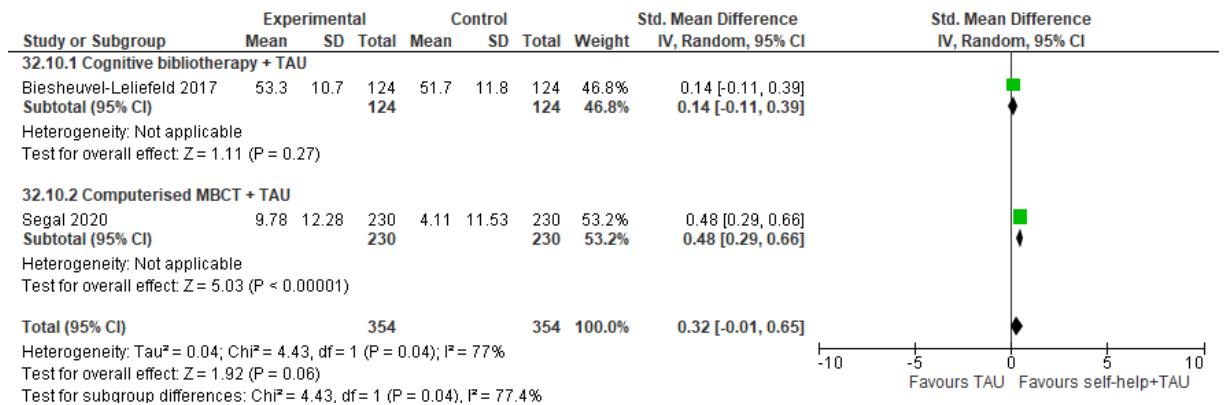 Experimental Control Std. Mean Difference Std. Mean Difference
Study or Subgroup Mean SD Total Mean SD Total Weight IV, Random, 95% CI IV, Random, 95% CI
32.10.1 Cognitive bibliotherapy + TAU
Biesheuvel-Leliefeld 2017 53.3 10.7 124 51.7 11.8 124 46.8% 0.14 [-0.11, 0.39]
Subtotal (95% CI) 124 124 46.8% 0.14 [-0.11, 0.39]
Heterogeneity: Not applicable
Test for overall effect: Z = 1.11 (P = 0.27)
32.10.2 Computerised MBCT + TAU
Segal 2020 9.78 12.28 230 4.11 11.53 230 53.2% 0.48 [0.29, 0.66]
Subtotal (95% CI) 230 230 53.2% 0.48 [0.29, 0.66]
Heterogeneity: Not applicable
Test for overall effect: Z = 5.03 (P < 0.00001)
Total (95% CI) 354 354 100.0% 0.32 [-0.01, 0.65]
Heterogeneity: Tau² = 0.04; Chi² = 4.43, df = 1 (P = 0.04); I² = 77%
Test for overall effect: Z = 1.92 (P = 0.06)
Test for subgroup differences: Chi² = 4.43, df = 1 (P = 0.04), I² = 77.4%
-10 -5 0 5 10
Favours TAU Favours self-help+TAU